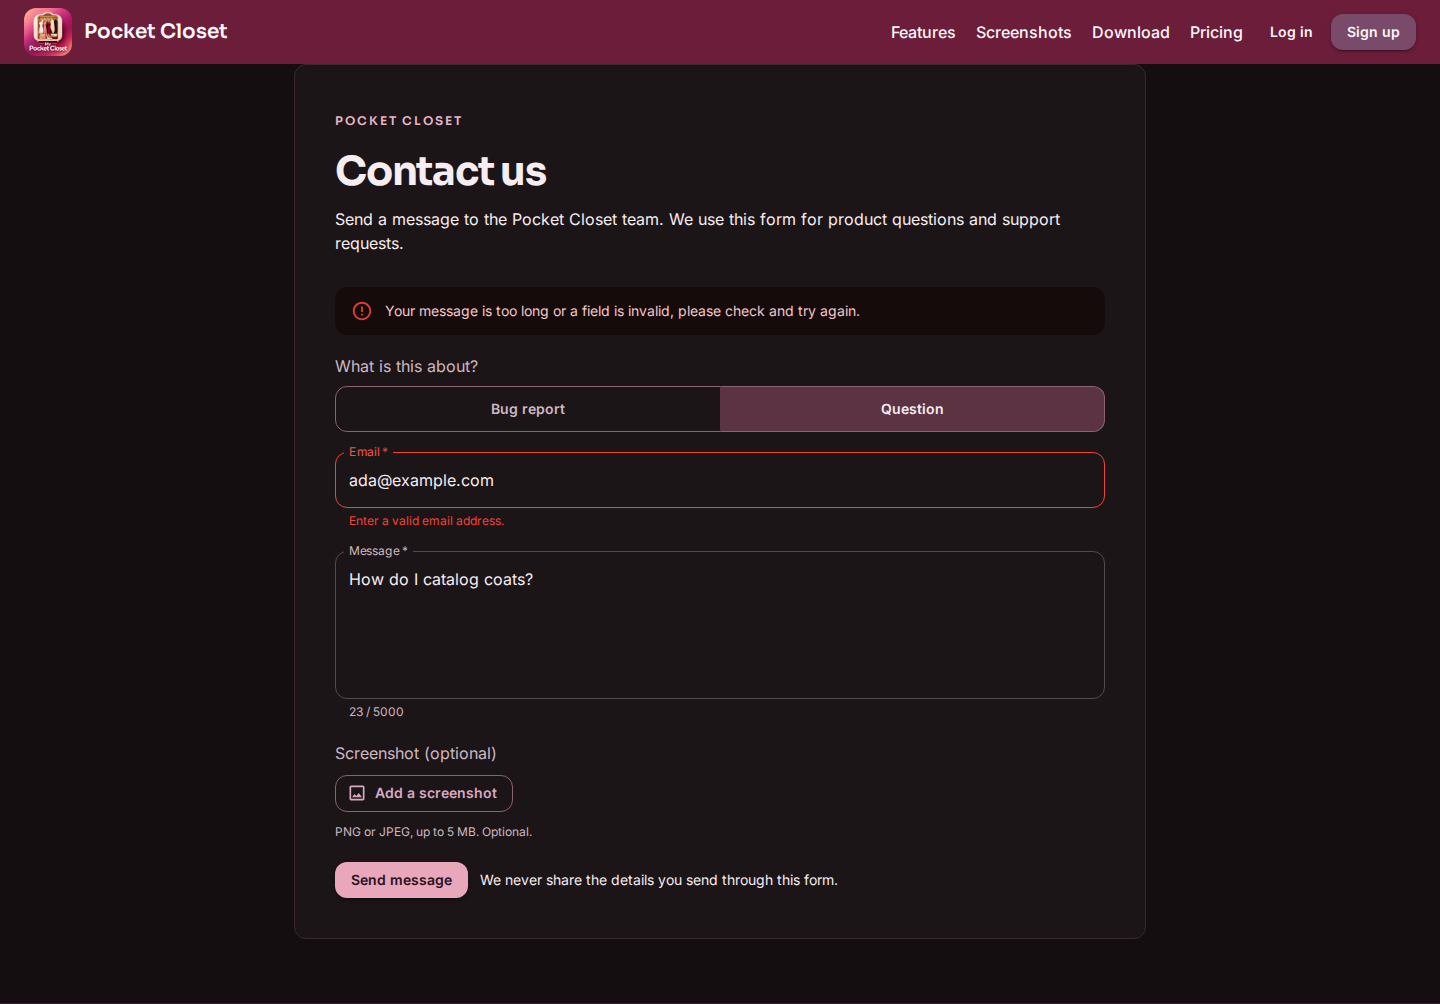 My
Pocket Closet
Pocket Closet
Features
Screenshots
Download
Pricing
Log in
Sign up
POCKET CLOSET
Contact us
Send a message to the Pocket Closet team. We use this form for product questions and support
requests.
Your message is too long or a field is invalid, please check and try again.
What is this about?
Bug report
Question
Email *
ada@example.com
Enter a valid email address.
Message *
How do I catalog coats?
23 / 5000
Screenshot (optional)
Add a screenshot
PNG or JPEG, up to 5 MB. Optional.
Send message
We never share the details you send through this form.